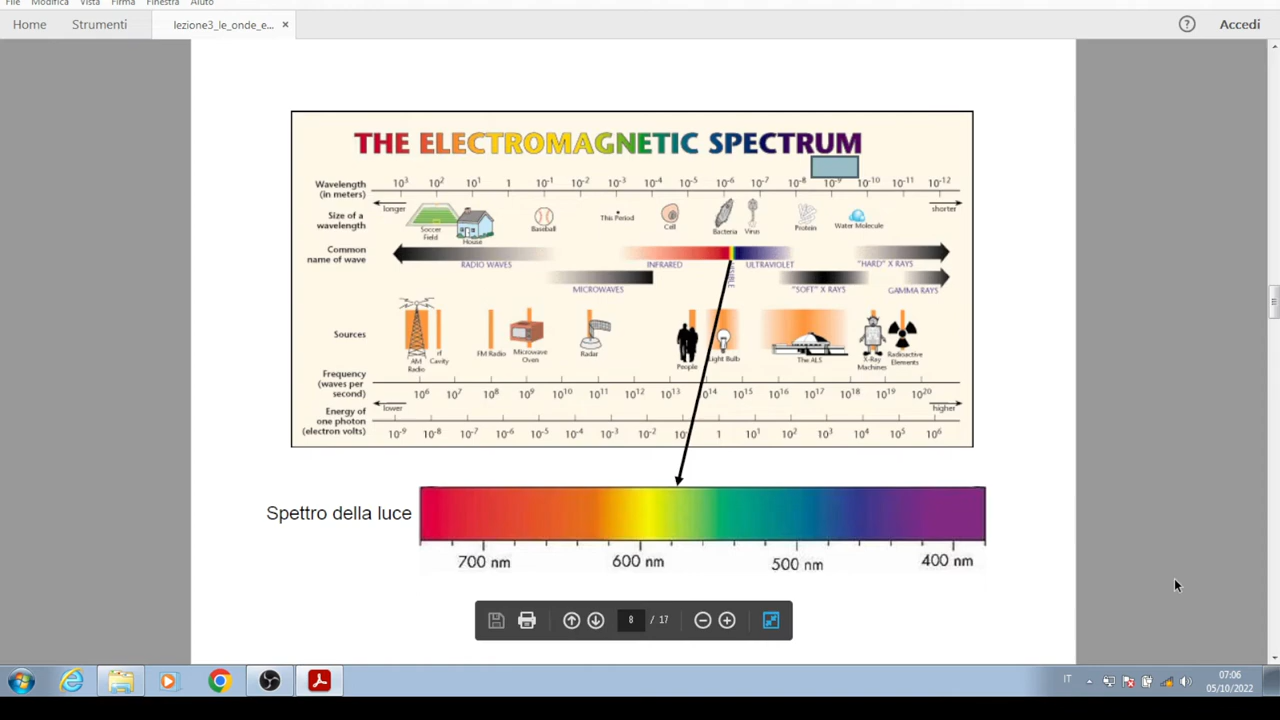 File Modifica Vista Firma Finestra Aiuto
Home Strumenti lezione3_le_onde_e... × Accedi
THE ELECTROMAGNETIC SPECTRUM
Wavelength
(in meters)
10³ 10² 10¹ 1 10⁻¹ 10⁻² 10⁻³ 10⁻⁴ 10⁻⁵ 10⁻⁶ 10⁻⁷ 10⁻⁸ 10⁻⁹ 10⁻¹⁰ 10⁻¹¹ 10⁻¹²
longer shorter
Size of a
wavelength
Soccer
Field
House
Baseball
This Period
Cell
Bacteria
Virus
Protein
Water Molecule
Common
name of wave
RADIO WAVES
INFRARED
VISIBLE
ULTRAVIOLET
"HARD" X RAYS
MICROWAVES
"SOFT" X RAYS
GAMMA RAYS
Sources
AM
Radio
rf
Cavity
FM Radio
Microwave
Oven
Radar
People
Light Bulb
The ALS
X-Ray
Machines
Radioactive
Elements
Frequency
(waves per
second)
10⁶ 10⁷ 10⁸ 10⁹ 10¹⁰ 10¹¹ 10¹² 10¹³ 10¹⁴ 10¹⁵ 10¹⁶ 10¹⁷ 10¹⁸ 10¹⁹ 10²⁰
lower higher
Energy of
one photon
(electron volts)
10⁻⁹ 10⁻⁸ 10⁻⁷ 10⁻⁶ 10⁻⁵ 10⁻⁴ 10⁻³ 10⁻² 1 10¹ 10² 10³ 10⁴ 10⁵ 10⁶
Spettro della luce
700 nm 600 nm 500 nm 400 nm
8 / 17
IT
07:06
05/10/2022